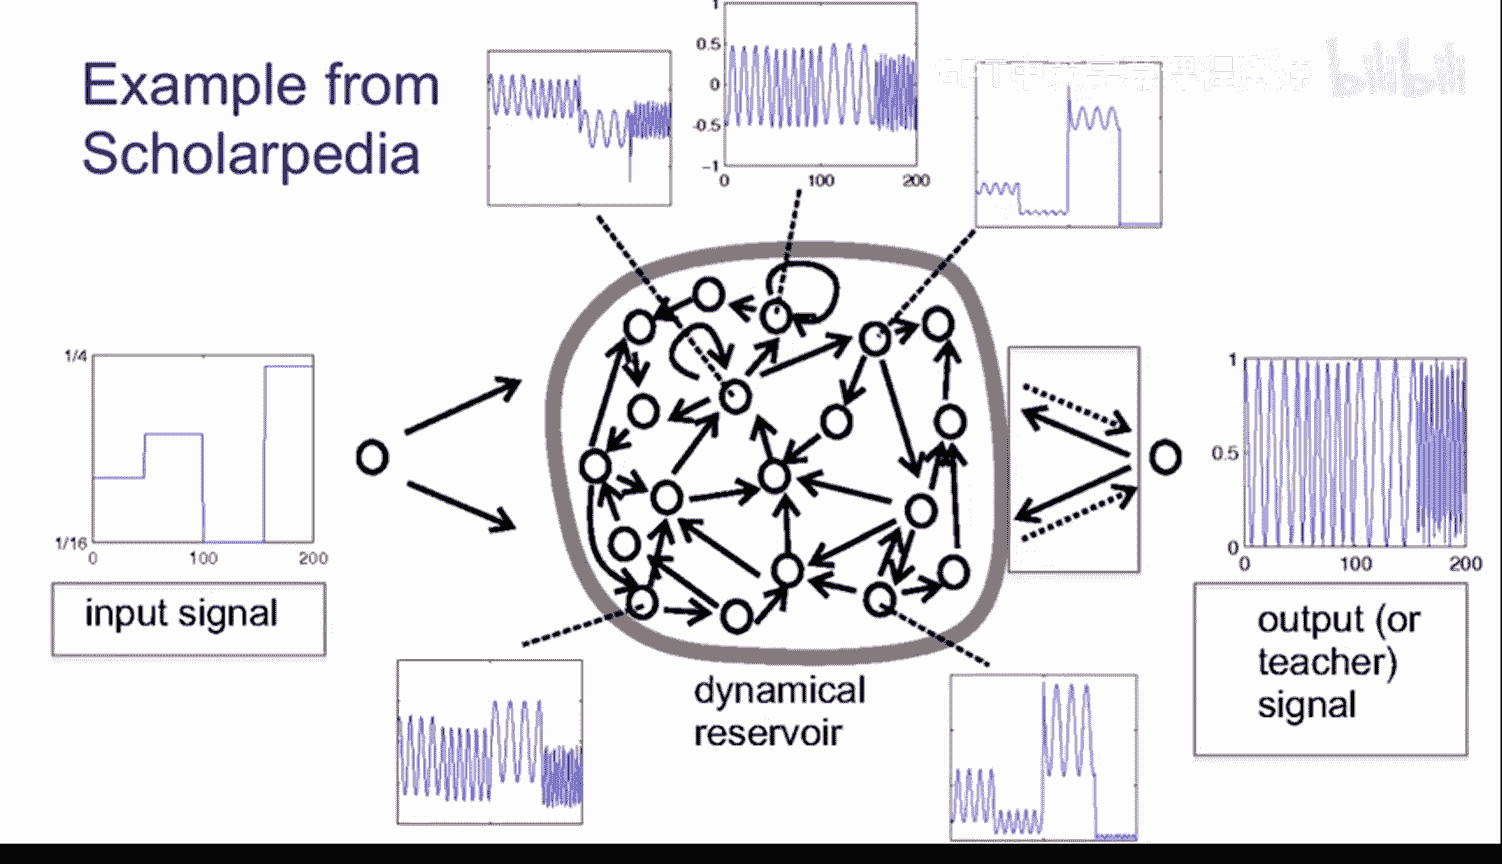 Example from
Scholarpedia
1
0.5
0
-0.5
-1
0
100
200
bilibili
1/4
1/16
0
100
200
input signal
dynamical
reservoir
1
0.5
0
0
100
200
output (or
teacher)
signal